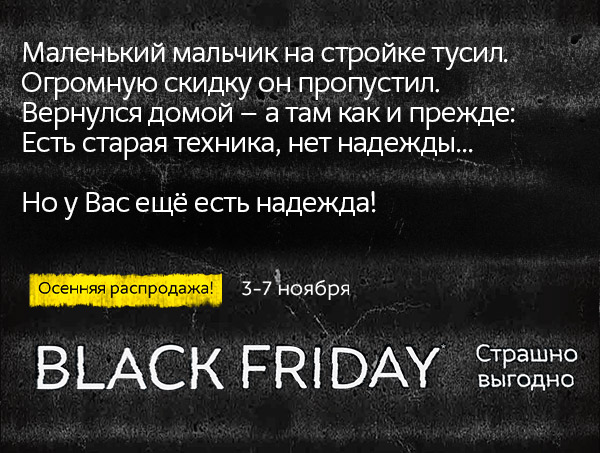 Маленький мальчик на стройке тусил.
Огромную скидку он пропустил.
Вернулся домой – а там как и прежде:
Есть старая техника, нет надежды...
Но у Вас ещё есть надежда!
Осенняя распродажа! 3-7 ноября
BLACK FRIDAY*
Страшно
выгодно